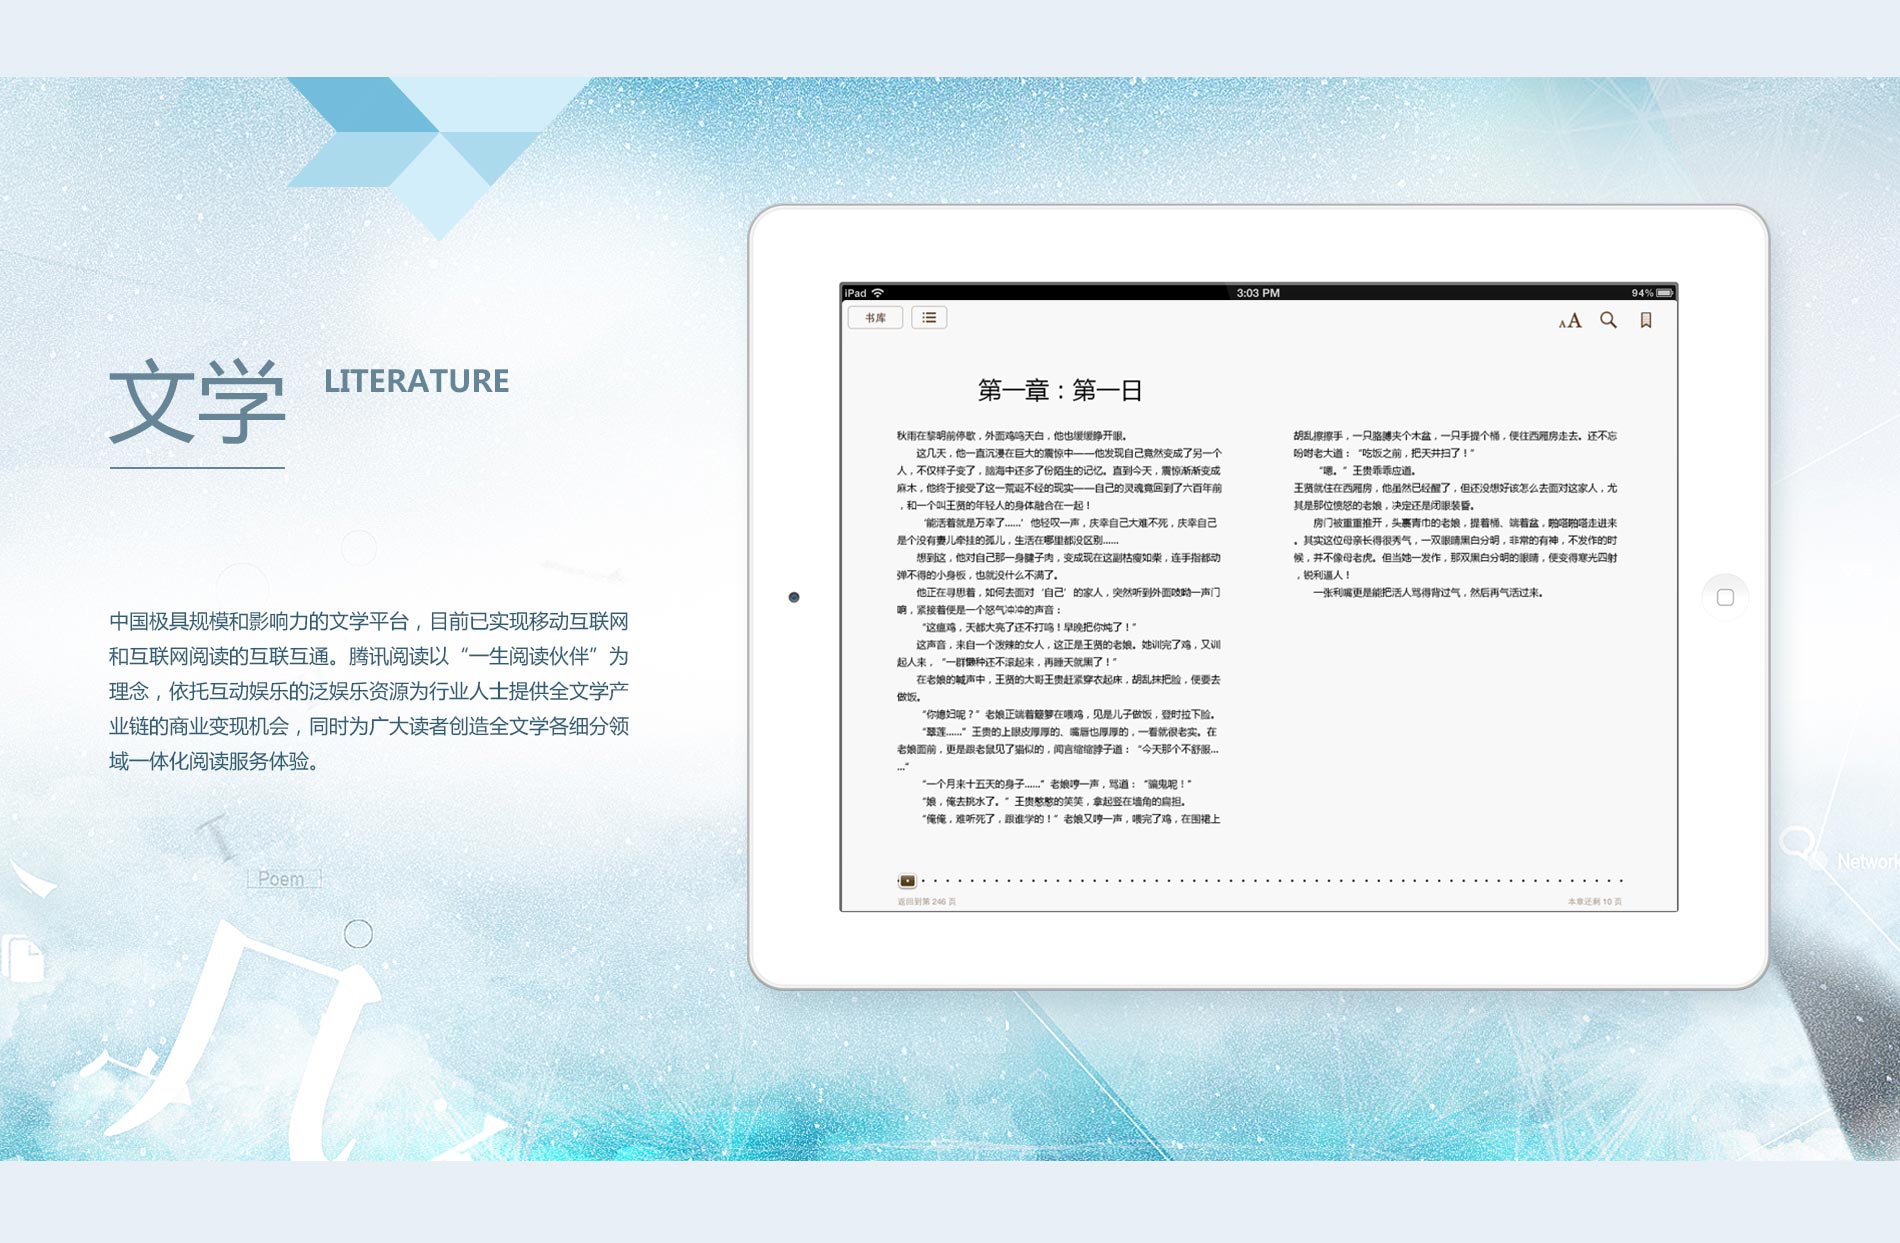 文学
LITERATURE
中国极具规模和影响力的文学平台，目前已实现移动互联网
和互联网阅读的互联互通。腾讯阅读以“一生阅读伙伴”为
理念，依托互动娱乐的泛娱乐资源为行业人士提供全文学产
业链的商业变现机会，同时为广大读者创造全文学各细分领
域一体化阅读服务体验。
Poem
iPad
3:03 PM
94%
书库
AA
第一章：第一日
秋雨在黎明前停歇，外面鸡鸣天白，他也缓缓睁开眼。
这几天，他一直沉浸在巨大的震惊中——他发现自己竟然变成了另一个
人，不仅样子变了，脑海中还多了份陌生的记忆。直到今天，震惊渐渐变成
麻木，他终于接受了这一荒诞不经的现实——自己的灵魂竟回到了六百年前
，和一个叫王贤的年轻人的身体融合在一起！
‘能活着就是万幸了……’他轻叹一声，庆幸自己大难不死，庆幸自己
是个没有妻儿牵挂的孤儿，生活在哪里都没区别……
想到这，他对自己那一身腱子肉，变成现在这副枯瘦如柴，连手指都动
弹不得的小身板，也就没什么不满了。
他正在寻思着，如何去面对‘自己’的家人，突然听到外面吱呦一声门
响，紧接着便是一个怒气冲冲的声音：
“这瘟鸡，天都大亮了还不打鸣！早晚把你炖了！”
这声音，来自一个泼辣的女人，这正是王贤的老娘。她训完了鸡，又训
起人来，“一群懒种还不滚起来，再睡天就黑了！”
在老娘的喊声中，王贤的大哥王贵赶紧穿衣起床，胡乱抹把脸，便要去
做饭。
“你媳妇呢？”老娘正端着簸箩在喂鸡，见是儿子做饭，登时拉下脸。
“翠莲……”王贵的上眼皮厚厚的、嘴唇也厚厚的，一看就很老实。在
老娘面前，更是跟老鼠见了猫似的，闻言缩缩脖子道：“今天那个不舒服…
…”
“一个月来十五天的身子……”老娘哼一声，骂道：“骗鬼呢！”
“娘，俺去挑水了。”王贵憨憨的笑笑，拿起竖在墙角的扁担。
“俺俺，难听死了，跟谁学的！”老娘又哼一声，喂完了鸡，在围裙上
胡乱擦擦手，一只胳膊夹个木盆，一只手提个桶，便往西厢房走去。还不忘
吩咐老大道：“吃饭之前，把天井扫了！”
“嗯。”王贵乖乖应道。
王贤就住在西厢房，他虽然已经醒了，但还没想好该怎么去面对这家人，尤
其是那位愤怒的老娘，决定还是闭眼装昏。
房门被重重推开，头裹青巾的老娘，提着桶、端着盆，啪嗒啪嗒走进来
。其实这位母亲长得很秀气，一双眼睛黑白分明，非常的有神，不发作的时
候，并不像母老虎。但当她一发作，那双黑白分明的眼睛，便变得寒光四射
，锐利逼人！
一张利嘴更是能把活人骂得背过气，然后再气活过来。
返回到第 246 页
本章还剩 10 页
Network